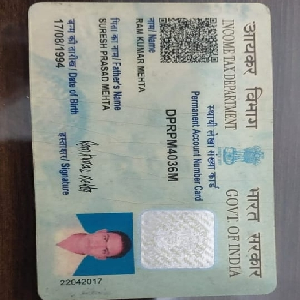 आयकर विभाग
INCOME TAX DEPARTMENT
भारत सरकार
GOVT. OF INDIA
स्थायी लेखा संख्या कार्ड
Permanent Account Number Card
DPRPM4036M
नाम / Name
RAM KUMAR MEHTA
पिता का नाम / Father's Name
SURESH PRASAD MEHTA
जन्म की तारीख / Date of Birth
17/03/1994
हस्ताक्षर / Signature
22042017